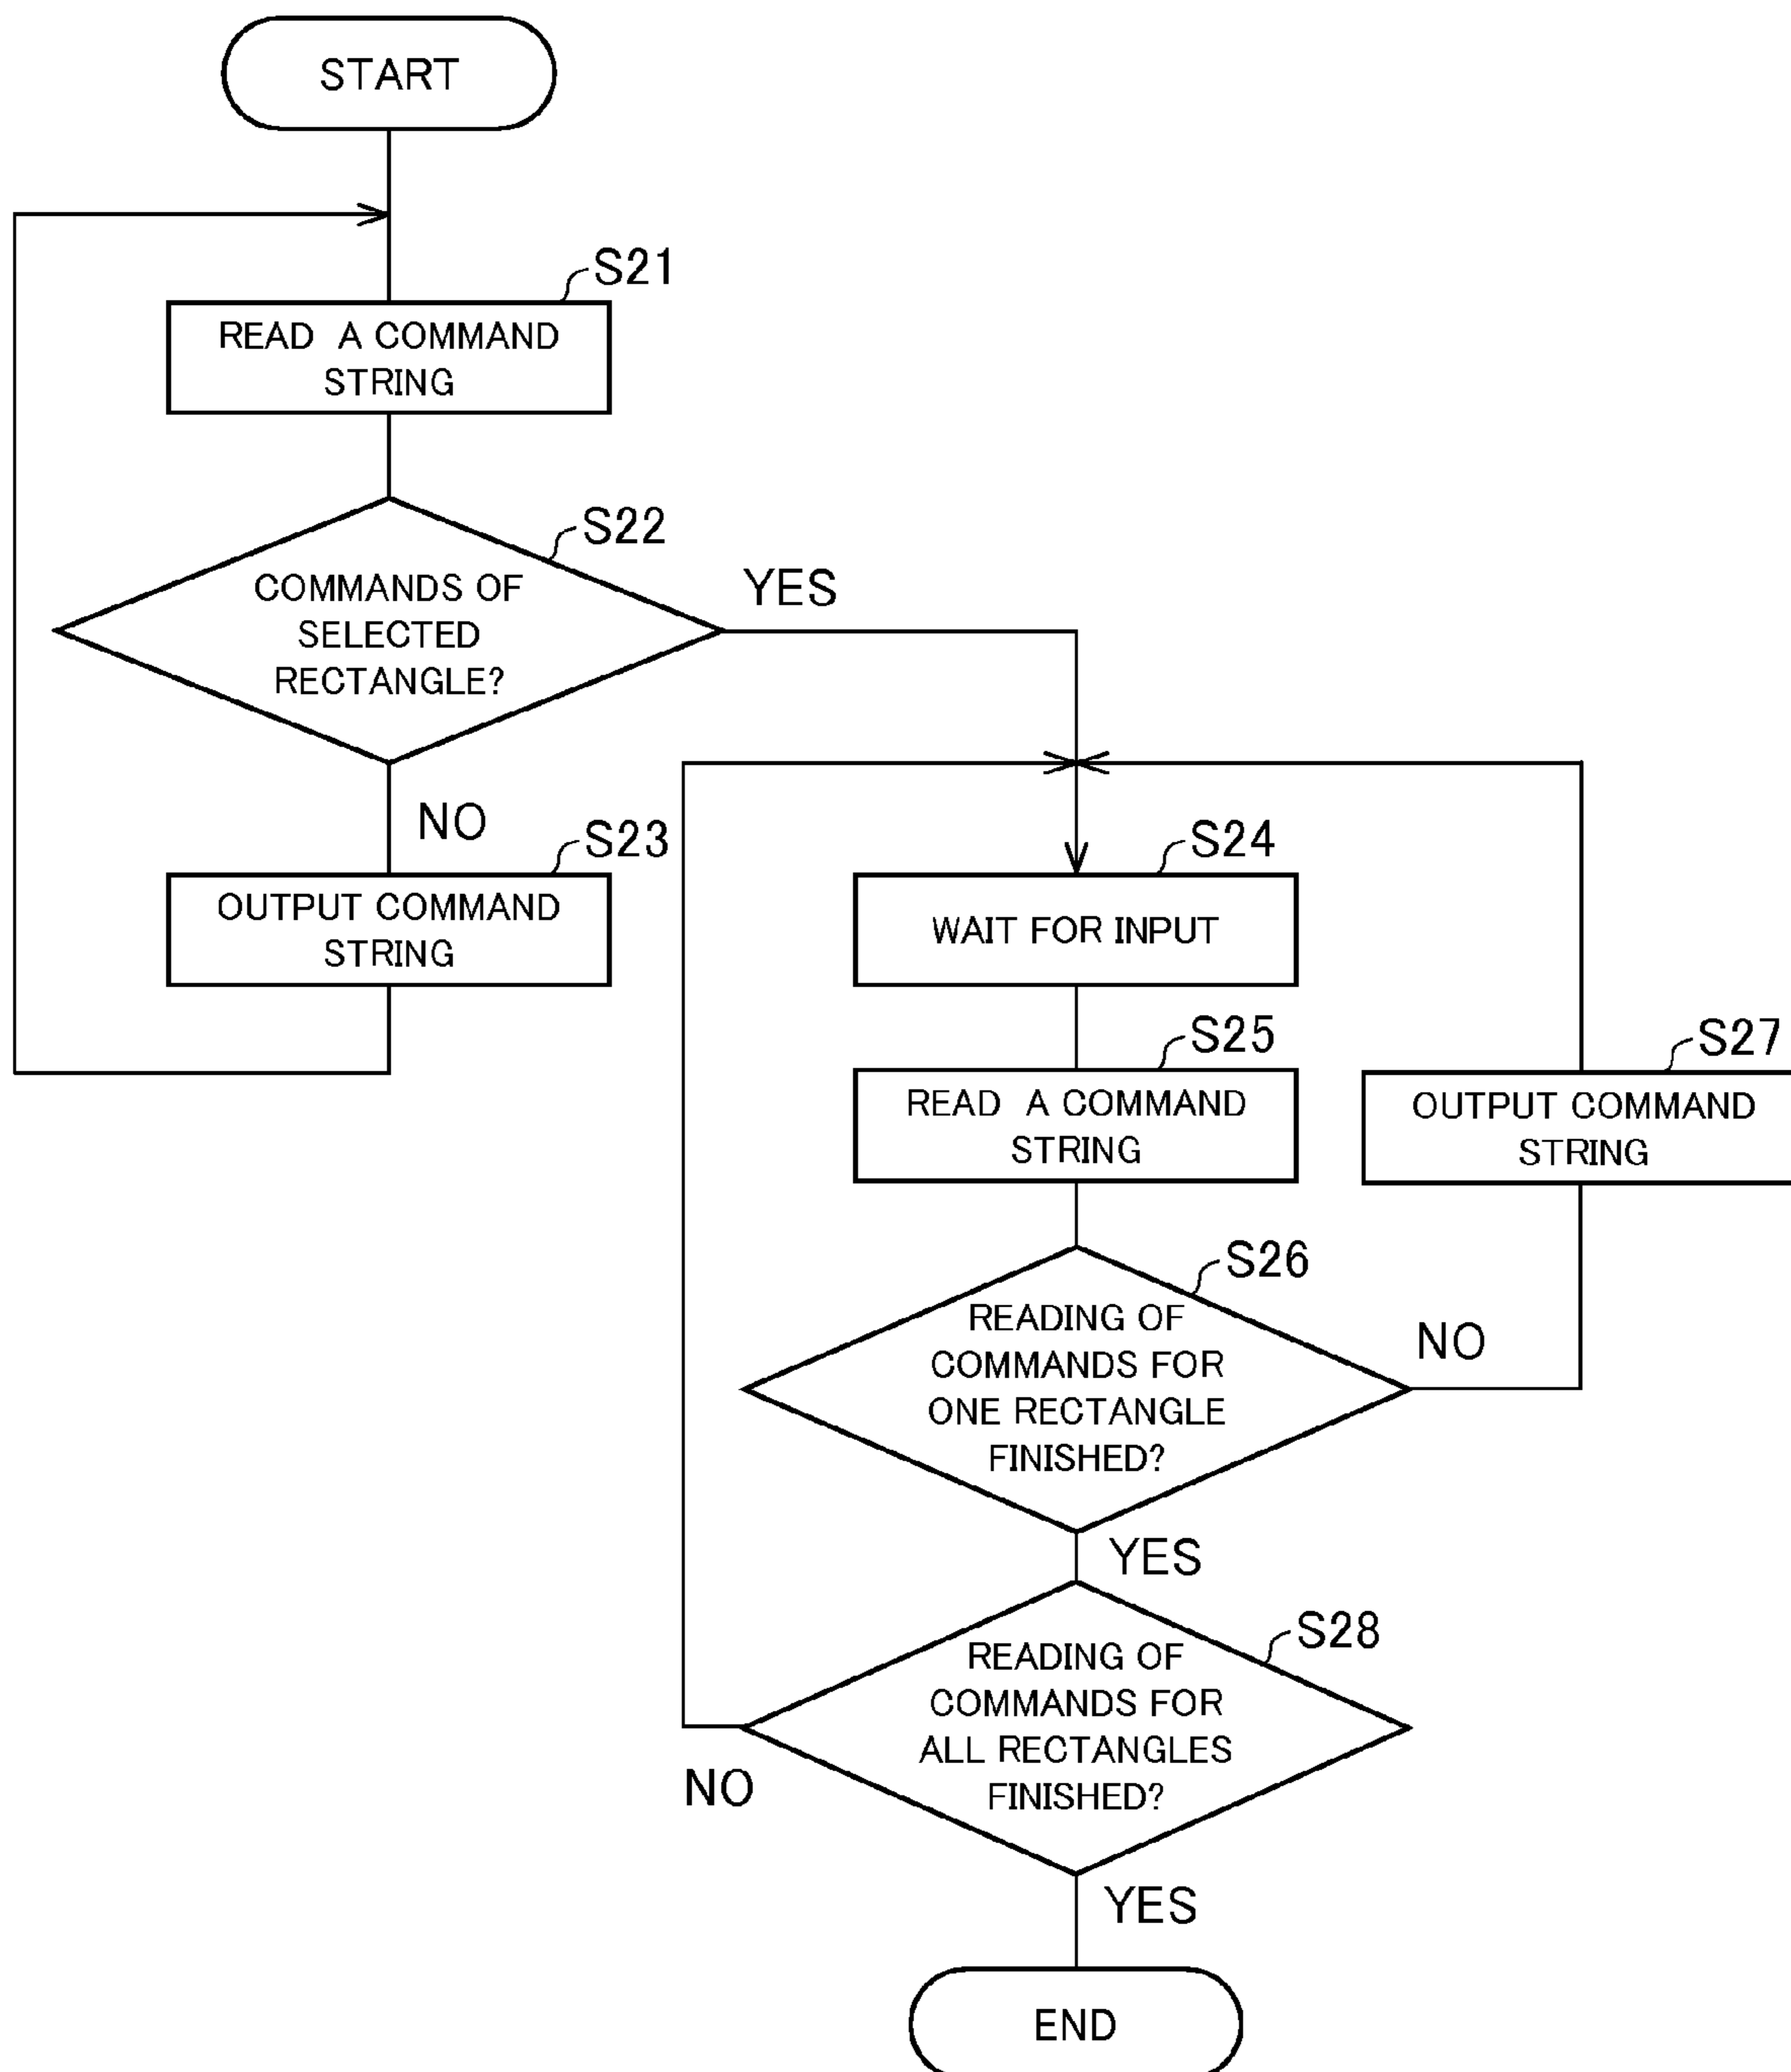 START
S21
READ A COMMAND
STRING
S22
COMMANDS OF
SELECTED
RECTANGLE?
YES
NO
S23
OUTPUT COMMAND
STRING
S24
WAIT FOR INPUT
S25
READ A COMMAND
STRING
S27
OUTPUT COMMAND
STRING
S26
READING OF
COMMANDS FOR
ONE RECTANGLE
FINISHED?
NO
YES
S28
READING OF
COMMANDS FOR
ALL RECTANGLES
FINISHED?
NO
YES
END